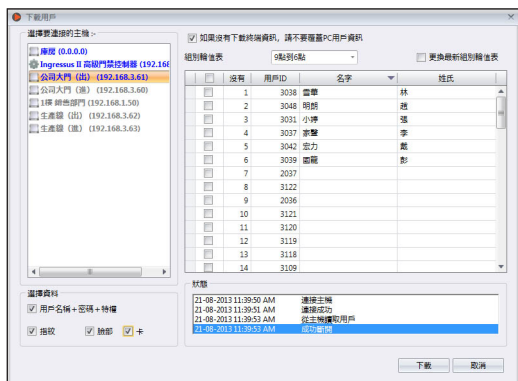 下載用戶
選擇要連接的主機 :-
庫房 (0.0.0.0)
Ingressus II 高級門禁控制器 (192.168
公司大門（出） (192.168.3.61)
公司大門（進） (192.168.3.60)
1樓 銷售部門 (192.168.1.50)
生產線（出） (192.168.3.62)
生產線（進） (192.168.3.63)
選擇資料
用戶名稱+密碼+特權
指紋 臉部 卡
如果沒有下載終端資訊，請不要覆蓋PC用戶資訊
組別輪值表 9點到6點 更換最新組別輪值表
沒有 用戶ID 名字 姓氏
1 3038 雪華 林
2 3048 明朗 趙
3 3031 小婷 張
4 3037 家豎 李
5 3042 宏力 戴
6 3039 國龍 彭
7 2037
8 3122
9 2036
10 3121
11 3120
12 3119
13 3118
14 3109
狀態
21-08-2013 11:39:50 AM 連接主機
21-08-2013 11:39:51 AM 連接成功
21-08-2013 11:39:53 AM 從主機讀取用戶
21-08-2013 11:39:53 AM 成功斷開
下載 取消